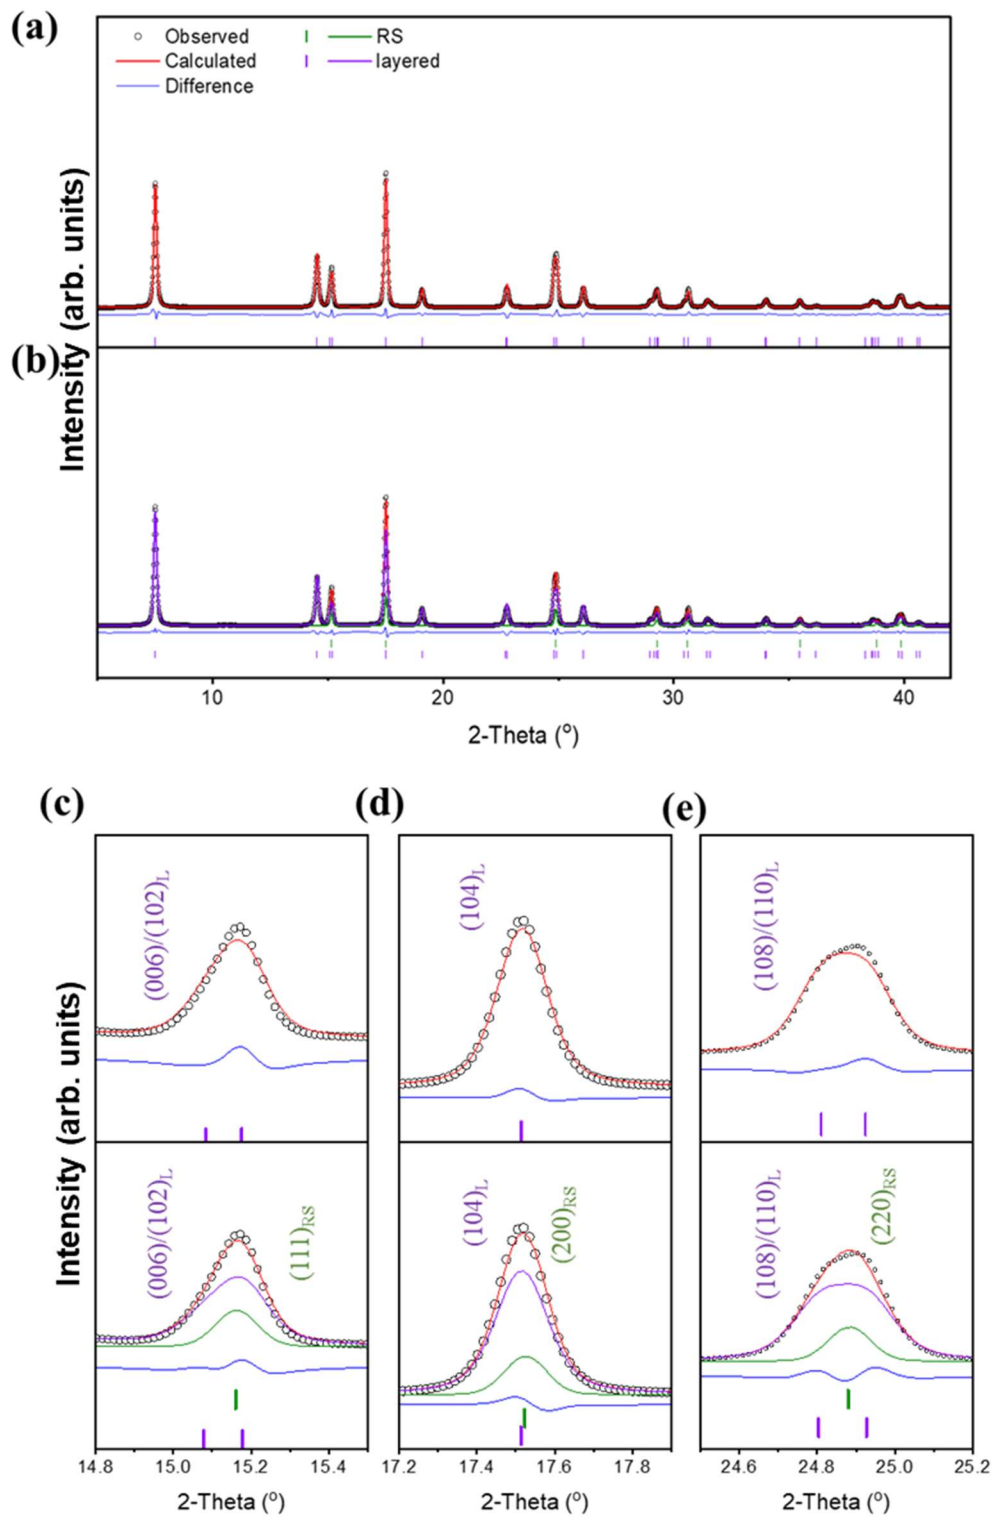 (a)
Observed
RS
Calculated
layered
Difference
Intensity (arb. units)
(b)
10
20
30
40
2-Theta (°)
(c)
(d)
(e)
(006)/(102)L
(104)L
(108)/(110)L
Intensity (arb. units)
(006)/(102)L
(111)RS
(104)L
(200)RS
(108)/(110)L
(220)RS
14.8
15.0
15.2
15.4
17.2
17.4
17.6
17.8
24.6
24.8
25.0
25.2
2-Theta (°)
2-Theta (°)
2-Theta (°)